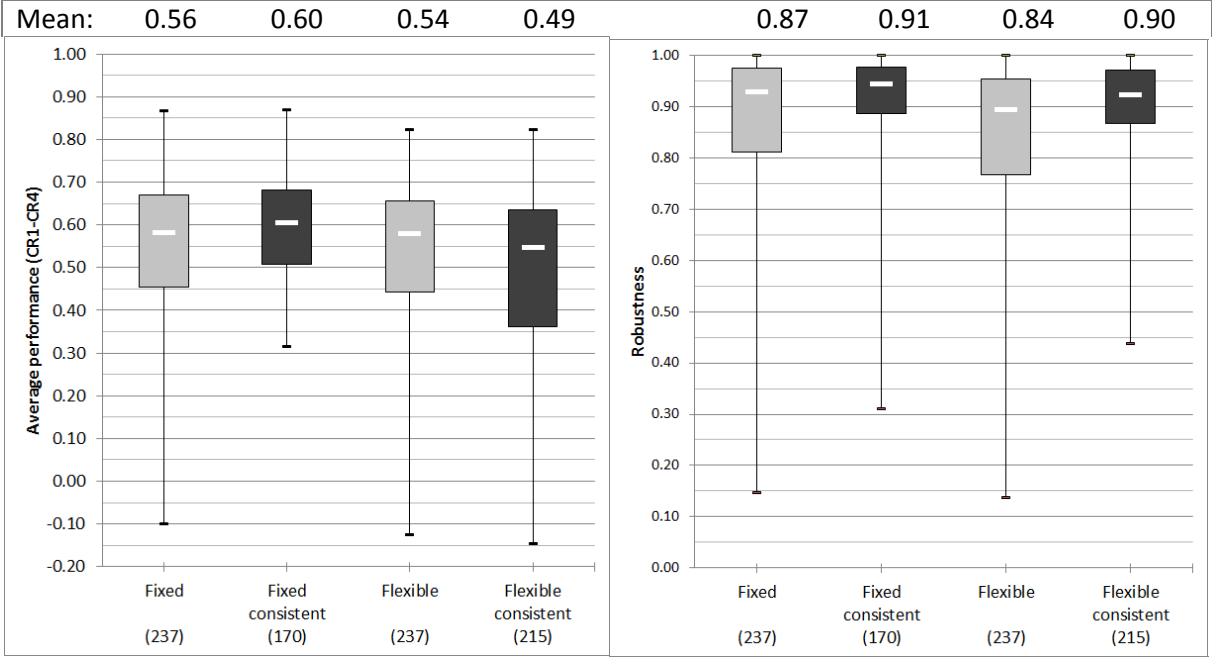 Mean: 0.56 0.60 0.54 0.49 0.87 0.91 0.84 0.90
Average performance (CR1-CR4)
1.00
0.90
0.80
0.70
0.60
0.50
0.40
0.30
0.20
0.10
0.00
-0.10
-0.20
Fixed Fixed Flexible Flexible
consistent consistent
(237) (170) (237) (215)
Robustness
1.00
0.90
0.80
0.70
0.60
0.50
0.40
0.30
0.20
0.10
0.00
Fixed Fixed Flexible Flexible
consistent consistent
(237) (170) (237) (215)